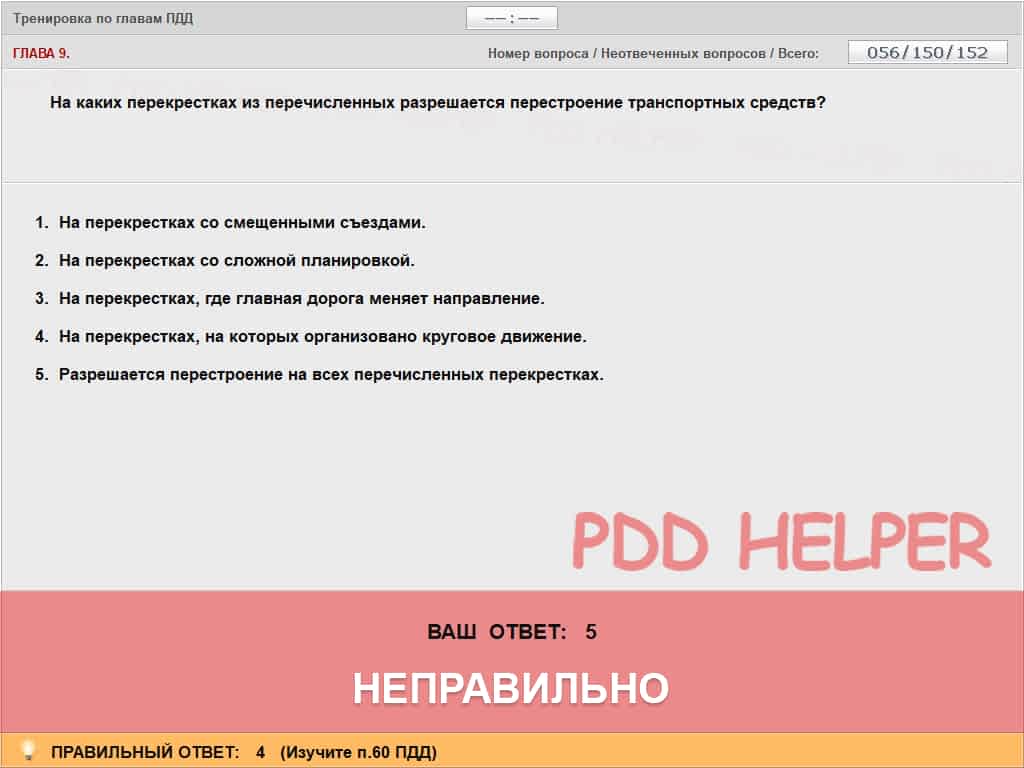 Тренировка по главам ПДД
—— : ——
ГЛАВА 9.
Номер вопроса / Неотвеченных вопросов / Всего:
056/150/152
На каких перекрестках из перечисленных разрешается перестроение транспортных средств?
1. На перекрестках со смещенными съездами.
2. На перекрестках со сложной планировкой.
3. На перекрестках, где главная дорога меняет направление.
4. На перекрестках, на которых организовано круговое движение.
5. Разрешается перестроение на всех перечисленных перекрестках.
PDD HELPER
ВАШ ОТВЕТ: 5
НЕПРАВИЛЬНО
ПРАВИЛЬНЫЙ ОТВЕТ: 4 (Изучите п.60 ПДД)